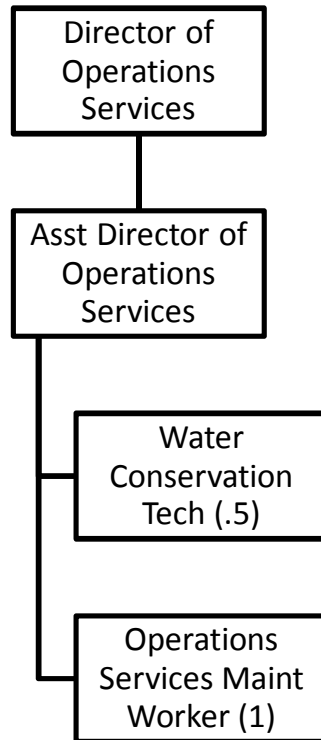 Director of
Operations
Services
Asst Director of
Operations
Services
Water
Conservation
Tech (.5)
Operations
Services Maint
Worker (1)